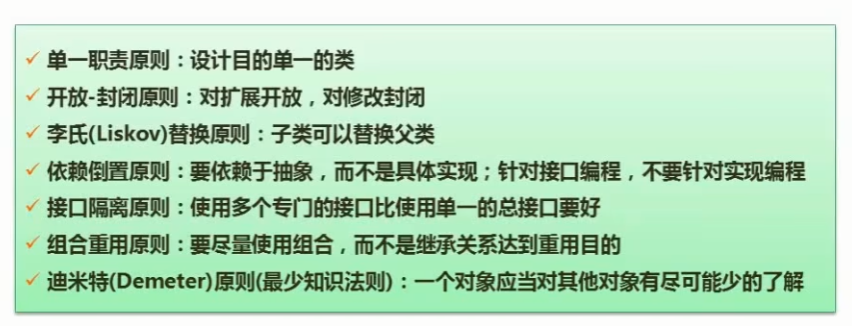 ✓ 单一职责原则：设计目的单一的类
✓ 开放-封闭原则：对扩展开放，对修改封闭
✓ 李氏(Liskov)替换原则：子类可以替换父类
✓ 依赖倒置原则：要依赖于抽象，而不是具体实现；针对接口编程，不要针对实现编程
✓ 接口隔离原则：使用多个专门的接口比使用单一的总接口要好
✓ 组合重用原则：要尽量使用组合，而不是继承关系达到重用目的
✓ 迪米特(Demeter)原则(最少知识法则)：一个对象应当对其他对象有尽可能少的了解